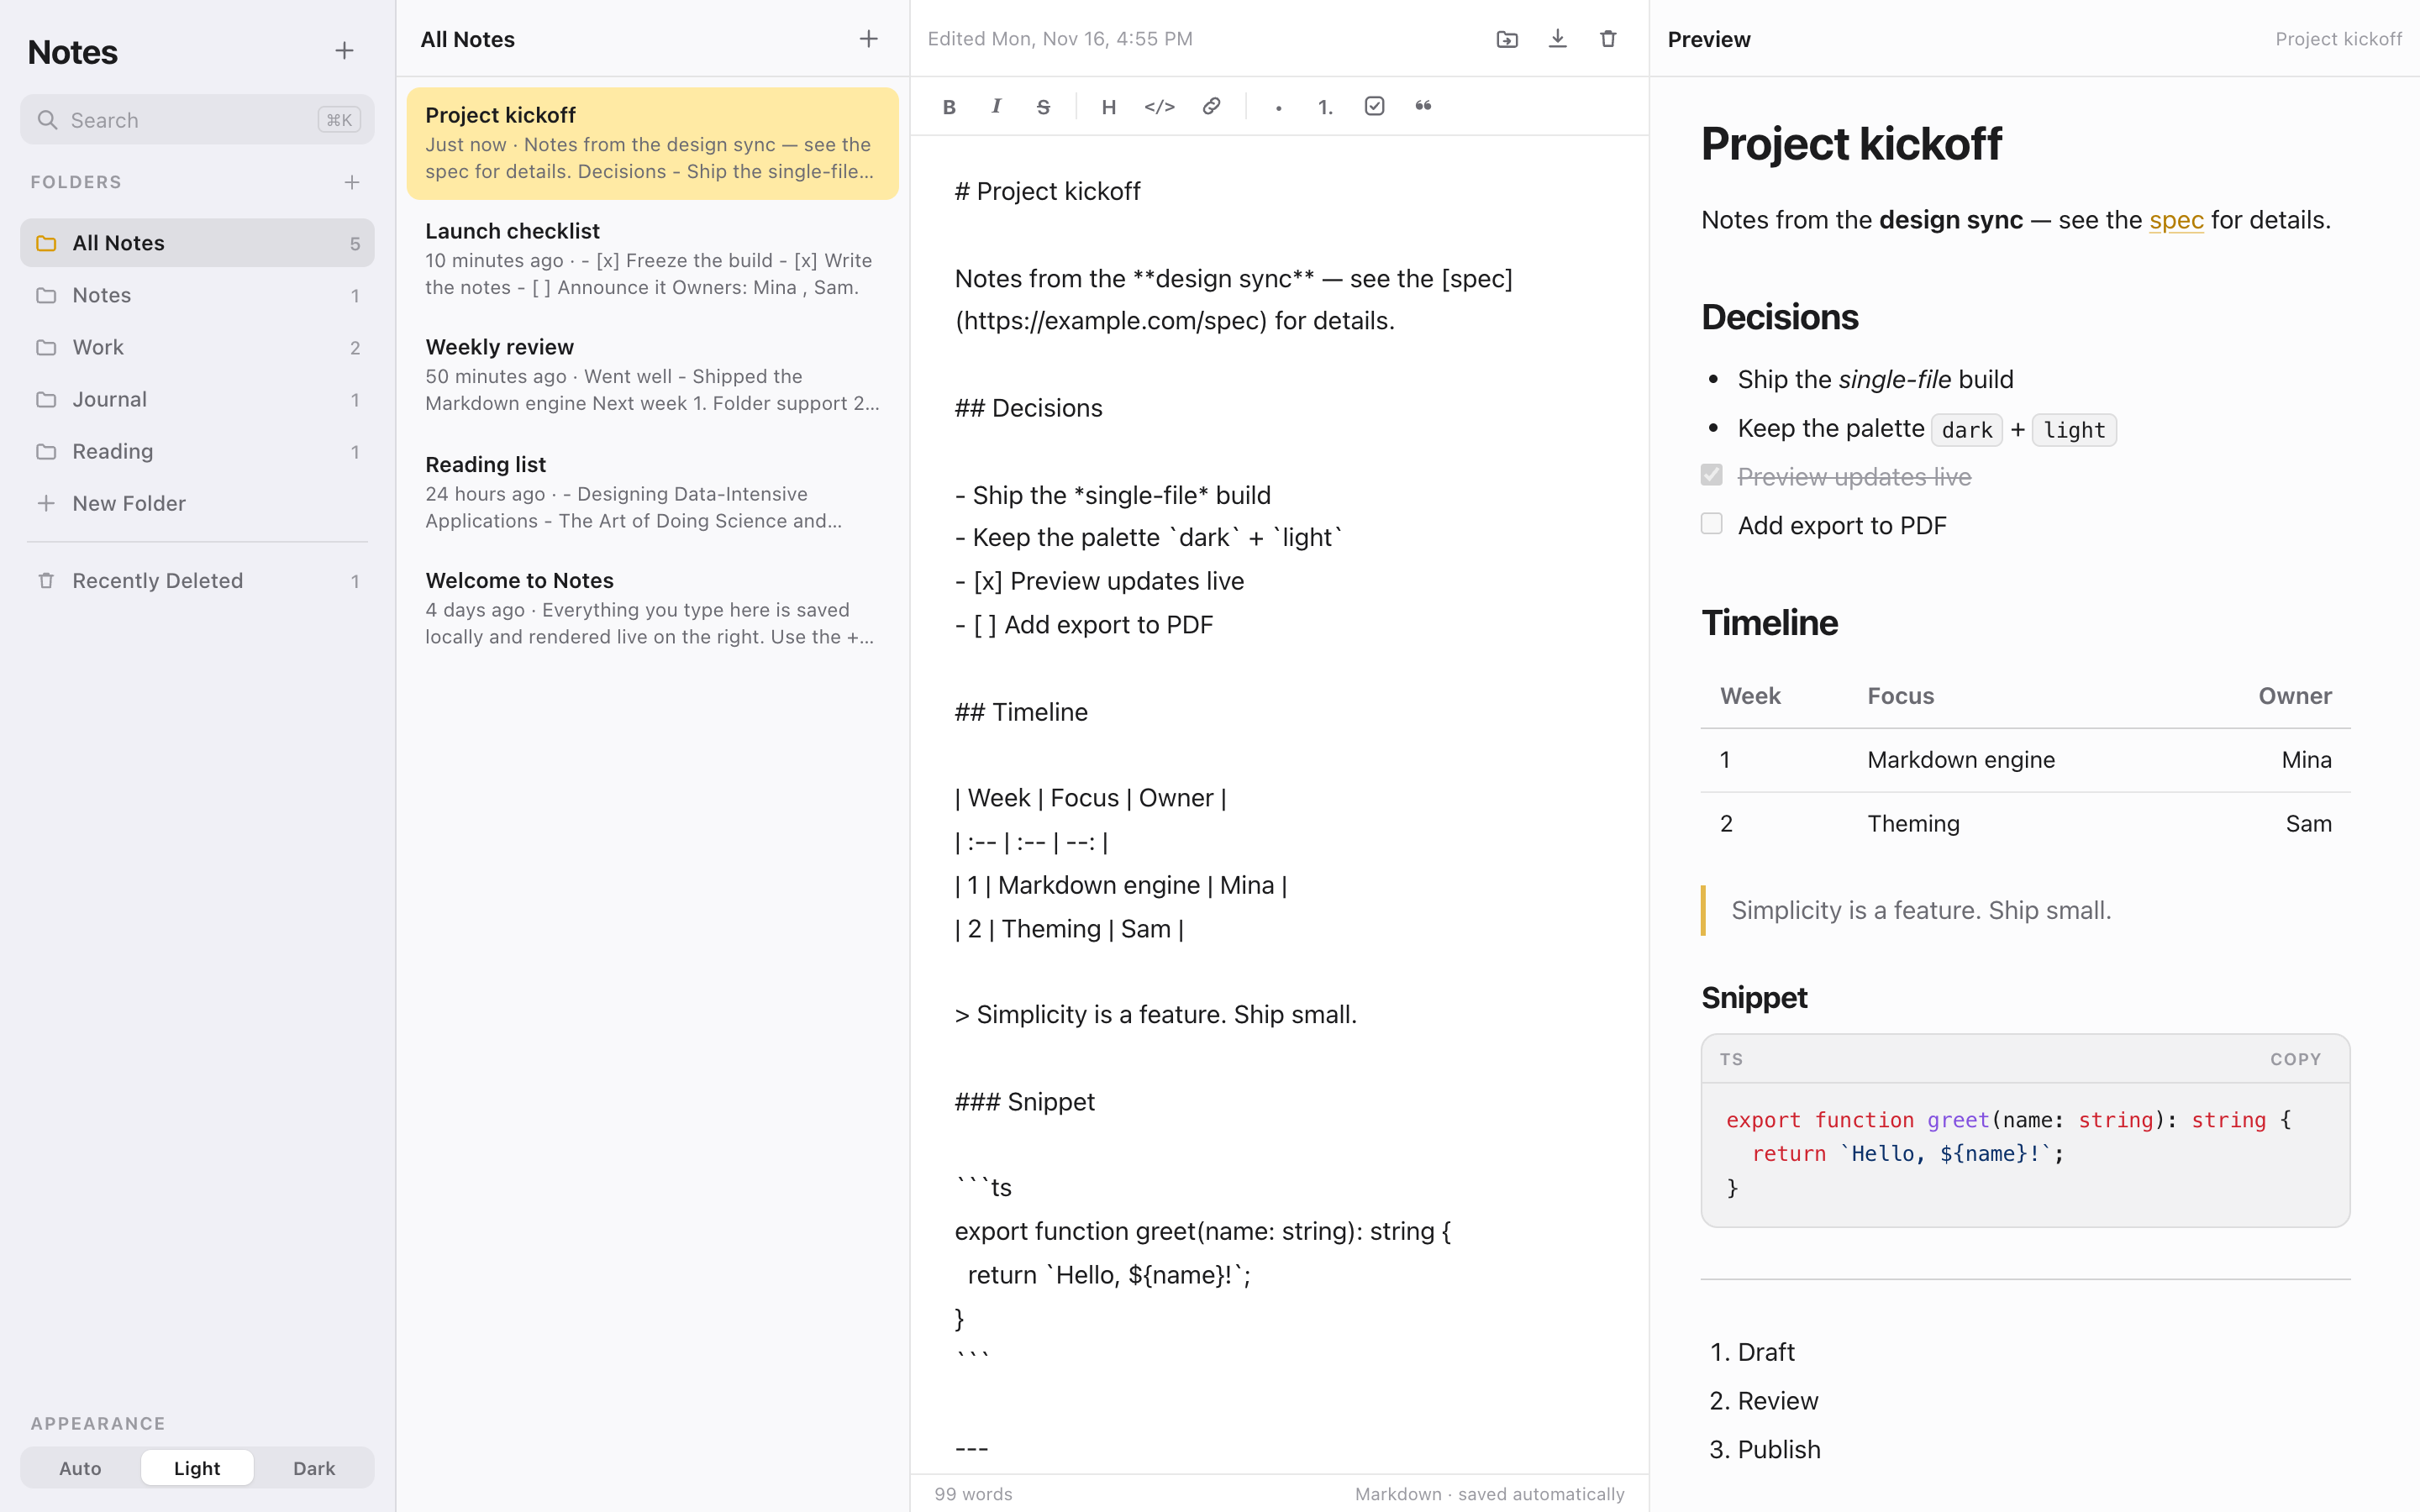 Notes
Search ⌘K
FOLDERS
All Notes 5
Notes 1
Work 2
Journal 1
Reading 1
New Folder
Recently Deleted 1
APPEARANCE
Auto Light Dark
All Notes
Project kickoff
Just now · Notes from the design sync — see the
spec for details. Decisions - Ship the single-file...
Launch checklist
10 minutes ago · - [x] Freeze the build - [x] Write
the notes - [ ] Announce it Owners: Mina , Sam.
Weekly review
50 minutes ago · Went well - Shipped the
Markdown engine Next week 1. Folder support 2...
Reading list
24 hours ago · - Designing Data-Intensive
Applications - The Art of Doing Science and...
Welcome to Notes
4 days ago · Everything you type here is saved
locally and rendered live on the right. Use the +...
Edited Mon, Nov 16, 4:55 PM
B I S H </> • 1. ❝
# Project kickoff
Notes from the **design sync** — see the [spec]
(https://example.com/spec) for details.
## Decisions
- Ship the *single-file* build
- Keep the palette `dark` + `light`
- [x] Preview updates live
- [ ] Add export to PDF
## Timeline
| Week | Focus | Owner |
| :-- | :-- | --: |
| 1 | Markdown engine | Mina |
| 2 | Theming | Sam |
> Simplicity is a feature. Ship small.
### Snippet
```ts
export function greet(name: string): string {
  return `Hello, ${name}!`;
}
```
---
99 words
Markdown · saved automatically
Preview
Project kickoff
Project kickoff
Notes from the design sync — see the spec for details.
Decisions
• Ship the single-file build
• Keep the palette dark + light
Preview updates live
Add export to PDF
Timeline
Week Focus Owner
1 Markdown engine Mina
2 Theming Sam
Simplicity is a feature. Ship small.
Snippet
TS COPY
export function greet(name: string): string {
  return `Hello, ${name}!`;
}
1. Draft
2. Review
3. Publish